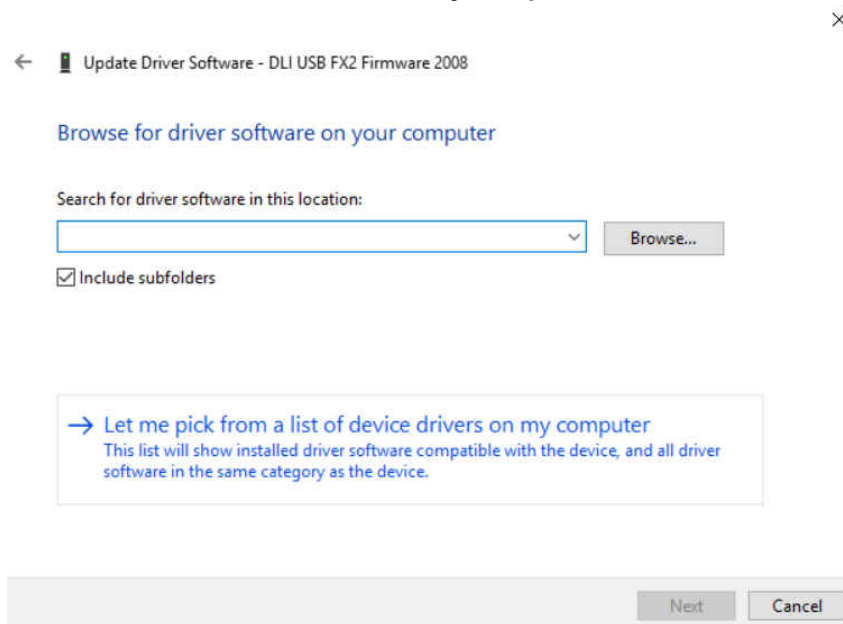 Update Driver Software - DLI USB FX2 Firmware 2008
Browse for driver software on your computer
Search for driver software in this location:
Browse...
Include subfolders
Let me pick from a list of device drivers on my computer
This list will show installed driver software compatible with the device, and all driver
software in the same category as the device.
Next
Cancel